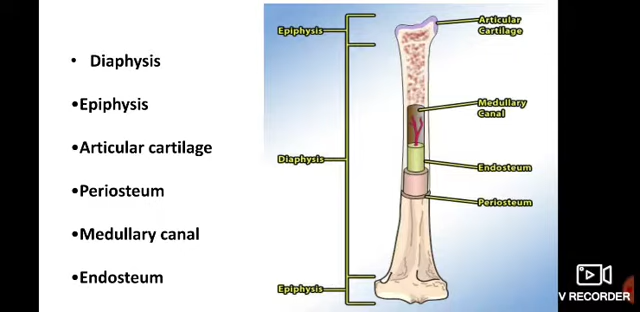 • Diaphysis
•Epiphysis
•Articular cartilage
•Periosteum
•Medullary canal
•Endosteum
Epiphysis
Articular
Cartilage
Medullary
Canal
Diaphysis
Endosteum
Periosteum
Epiphysis
V RECORDER